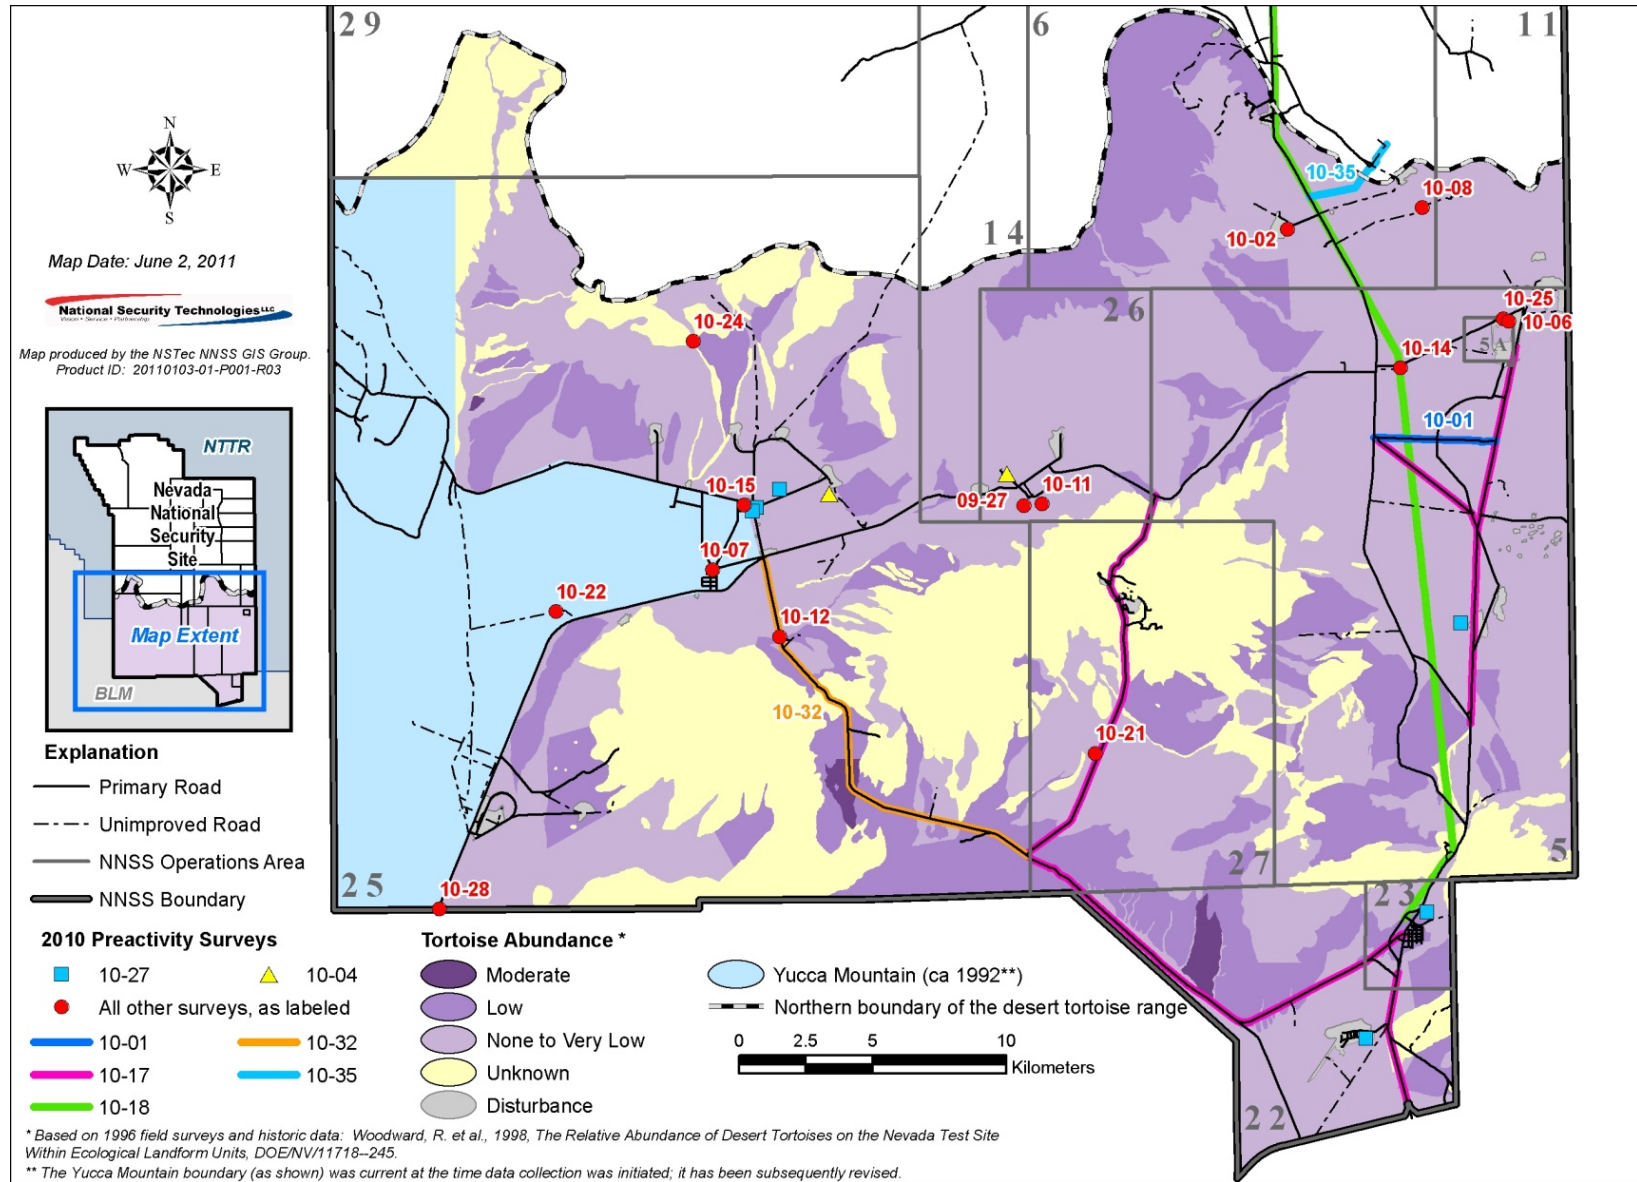 29
6
11
14
26
5A
25
27
5
23
22
N
W
E
S
Map Date: June 2, 2011
National Security Technologies LLC
Vision • Service • Partnership
Map produced by the NSTec NNSS GIS Group.
Product ID: 20110103-01-P001-R03
NTTR
Nevada
National
Security
Site
Map Extent
BLM
10-35
10-08
10-02
10-25
10-06
10-24
10-14
10-01
10-15
10-11
09-27
10-07
10-22
10-12
10-32
10-21
10-28
Explanation
Primary Road
Unimproved Road
NNSS Operations Area
NNSS Boundary
2010 Preactivity Surveys
10-27
10-04
All other surveys, as labeled
10-01
10-32
10-17
10-35
10-18
Tortoise Abundance *
Moderate
Low
None to Very Low
Unknown
Disturbance
Yucca Mountain (ca 1992**)
Northern boundary of the desert tortoise range
0 2.5 5 10
Kilometers
* Based on 1996 field surveys and historic data: Woodward, R. et al., 1998, The Relative Abundance of Desert Tortoises on the Nevada Test Site
Within Ecological Landform Units, DOE/NV/11718--245.
** The Yucca Mountain boundary (as shown) was current at the time data collection was initiated; it has been subsequently revised.